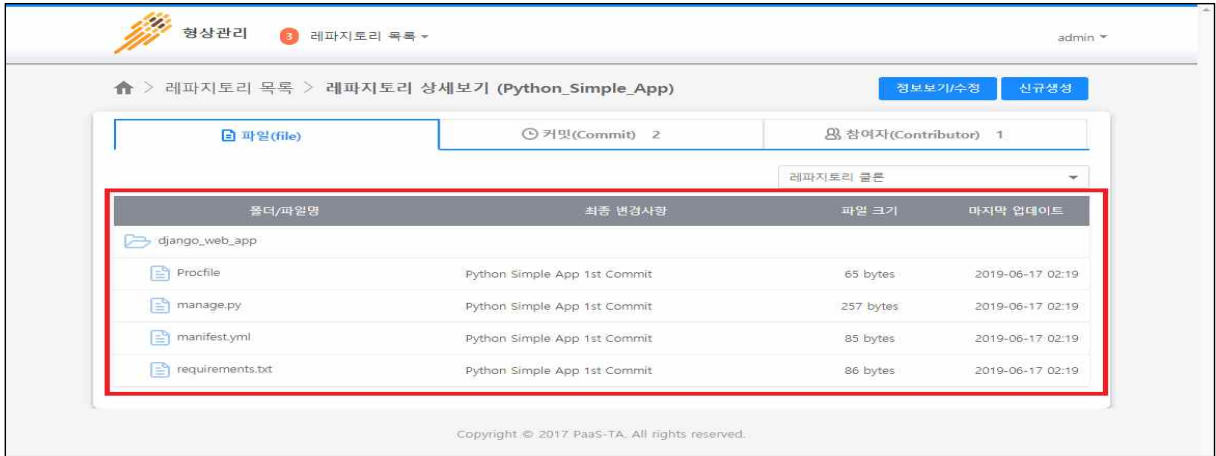 형상관리 3 레파지토리 목록 admin
> 레파지토리 목록 > 레파지토리 상세보기 (Python_Simple_App) 정보보기/수정 신규생성
파일(file) 커밋(Commit) 2 참여자(Contributor) 1
레파지토리 클론
폴더/파일명 최종 변경사항 파일 크기 마지막 업데이트
django_web_app
Procfile Python Simple App 1st Commit 65 bytes 2019-06-17 02:19
manage.py Python Simple App 1st Commit 257 bytes 2019-06-17 02:19
manifest.yml Python Simple App 1st Commit 85 bytes 2019-06-17 02:19
requirements.txt Python Simple App 1st Commit 86 bytes 2019-06-17 02:19
Copyright © 2017 PaaS-TA. All rights reserved.